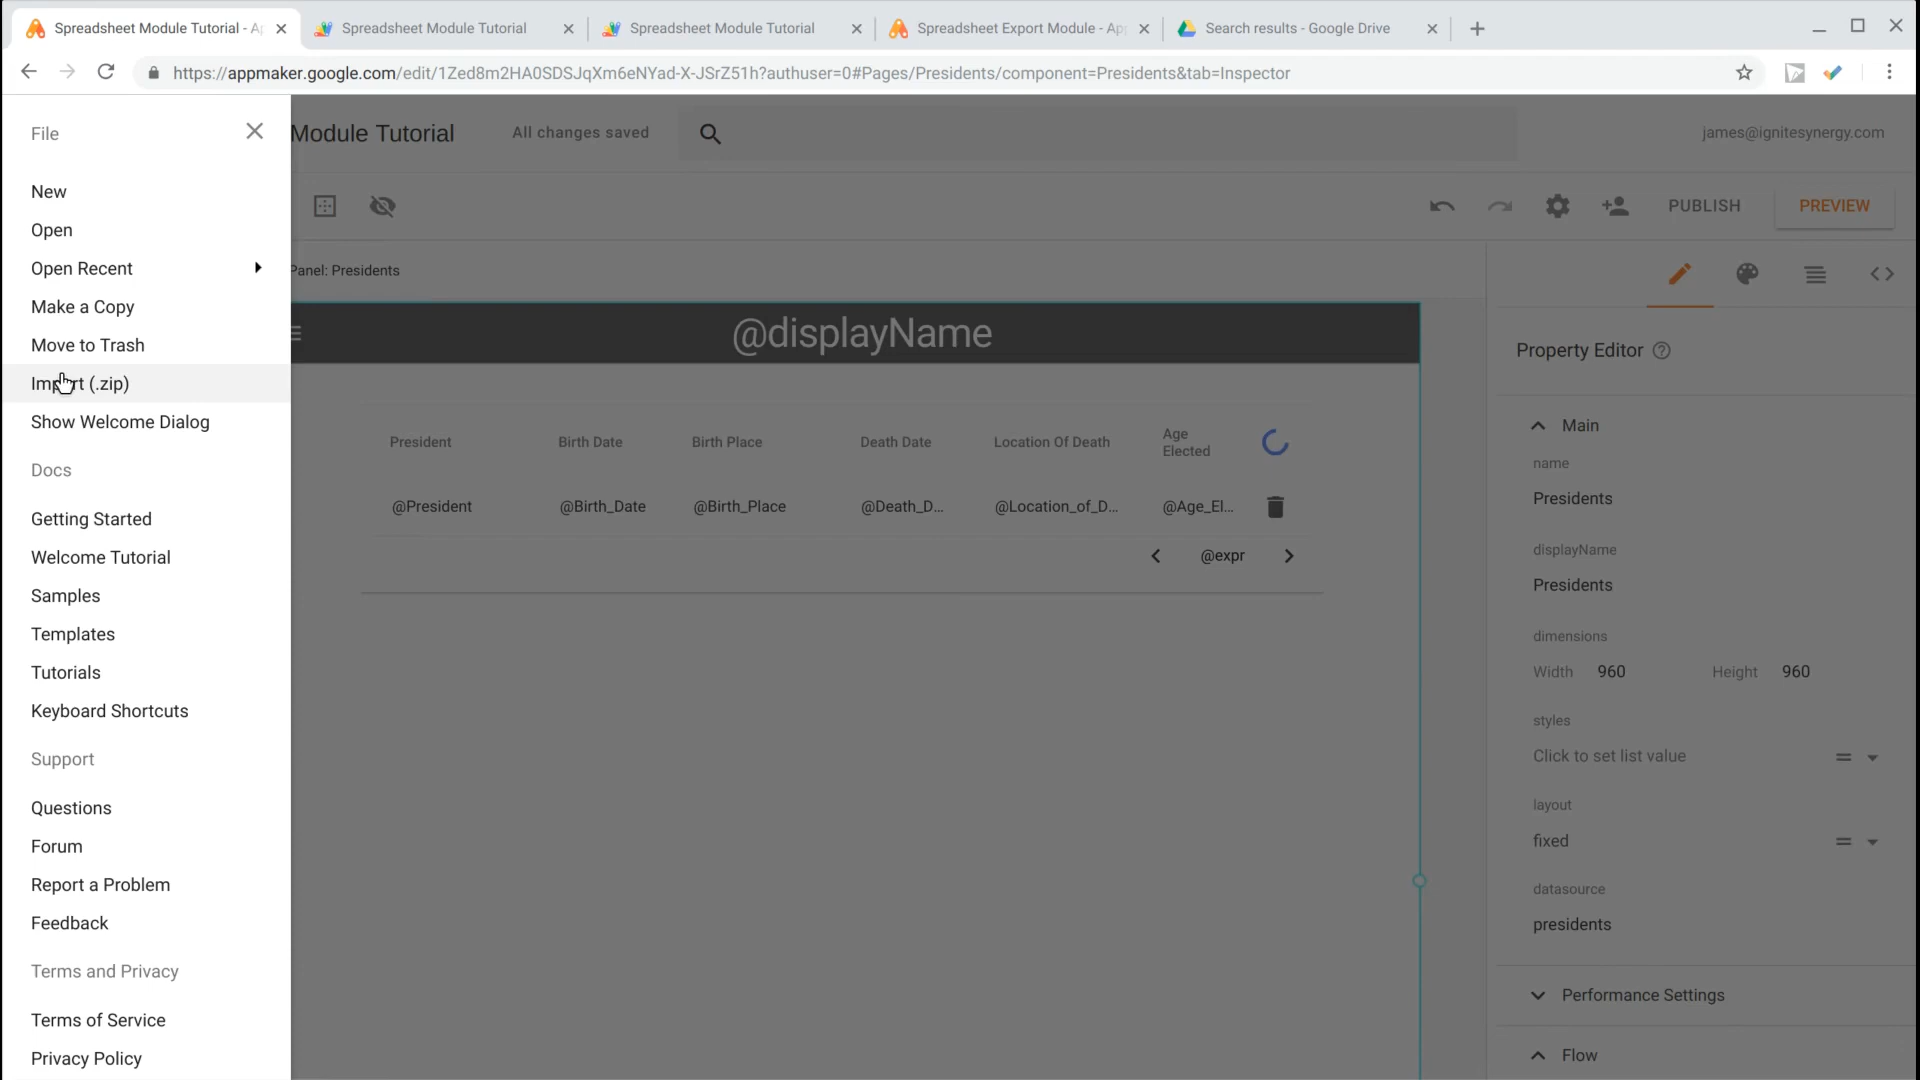 Spreadsheet Module Tutorial - A
Spreadsheet Module Tutorial
Spreadsheet Module Tutorial
Spreadsheet Export Module - Ap
Search results - Google Drive
https://appmaker.google.com/edit/1Zed8m2HA0SDSJqXm6eNYad-X-JSrZ51h?authuser=0#Pages/Presidents/component=Presidents&tab=Inspector
File
New
Open
Open Recent
Make a Copy
Move to Trash
Import (.zip)
Show Welcome Dialog
Docs
Getting Started
Welcome Tutorial
Samples
Templates
Tutorials
Keyboard Shortcuts
Support
Questions
Forum
Report a Problem
Feedback
Terms and Privacy
Terms of Service
Privacy Policy
Module Tutorial
All changes saved
james@ignitesynergy.com
PUBLISH
PREVIEW
Panel: Presidents
@displayName
President
Birth Date
Birth Place
Death Date
Location Of Death
Age
Elected
@President
@Birth_Date
@Birth_Place
@Death_D...
@Location_of_D...
@Age_El...
@expr
Property Editor
Main
name
Presidents
displayName
Presidents
dimensions
Width 960 Height 960
styles
Click to set list value
layout
fixed
datasource
presidents
Performance Settings
Flow